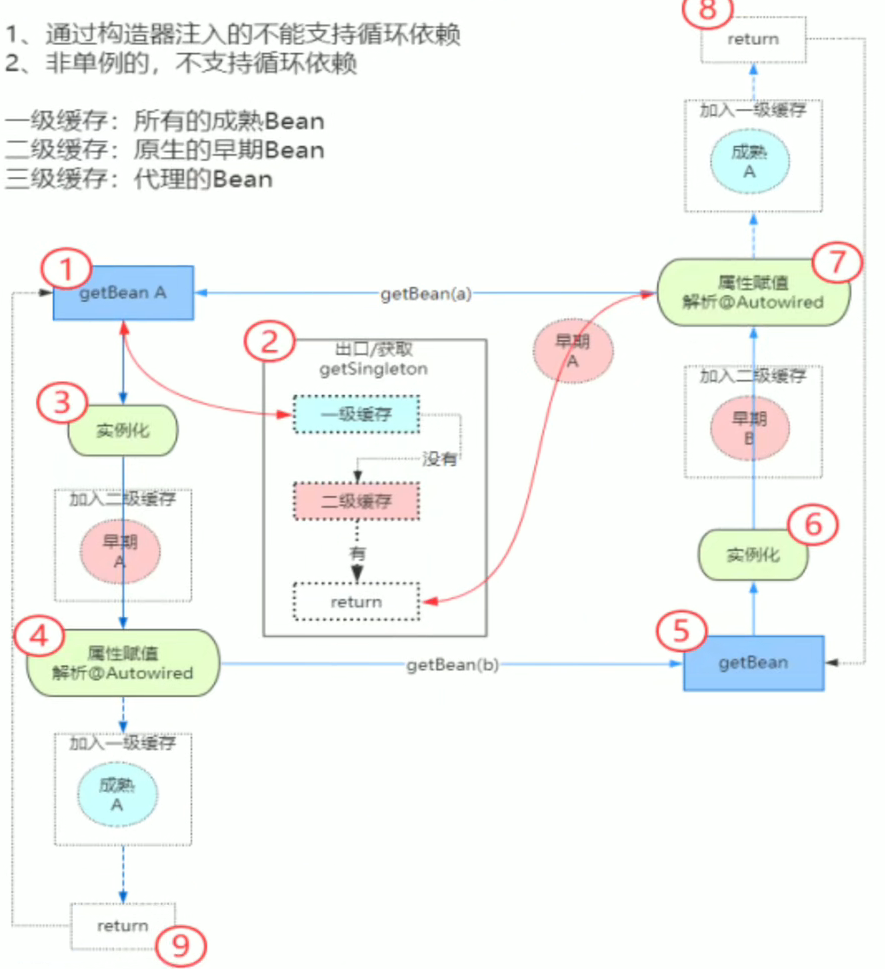 1、通过构造器注入的不能支持循环依赖
2、非单例的，不支持循环依赖
一级缓存：所有的成熟Bean
二级缓存：原生的早期Bean
三级缓存：代理的Bean
1
getBean A
getBean(a)
2
出口/获取
getSingleton
一级缓存
没有
二级缓存
有
return
3
实例化
加入二级缓存
早期
A
4
属性赋值
解析@Autowired
getBean(b)
加入一级缓存
成熟
A
return
9
8
return
加入一级缓存
成熟
A
7
属性赋值
解析@Autowired
早期
A
加入二级缓存
早期
B
6
实例化
5
getBean